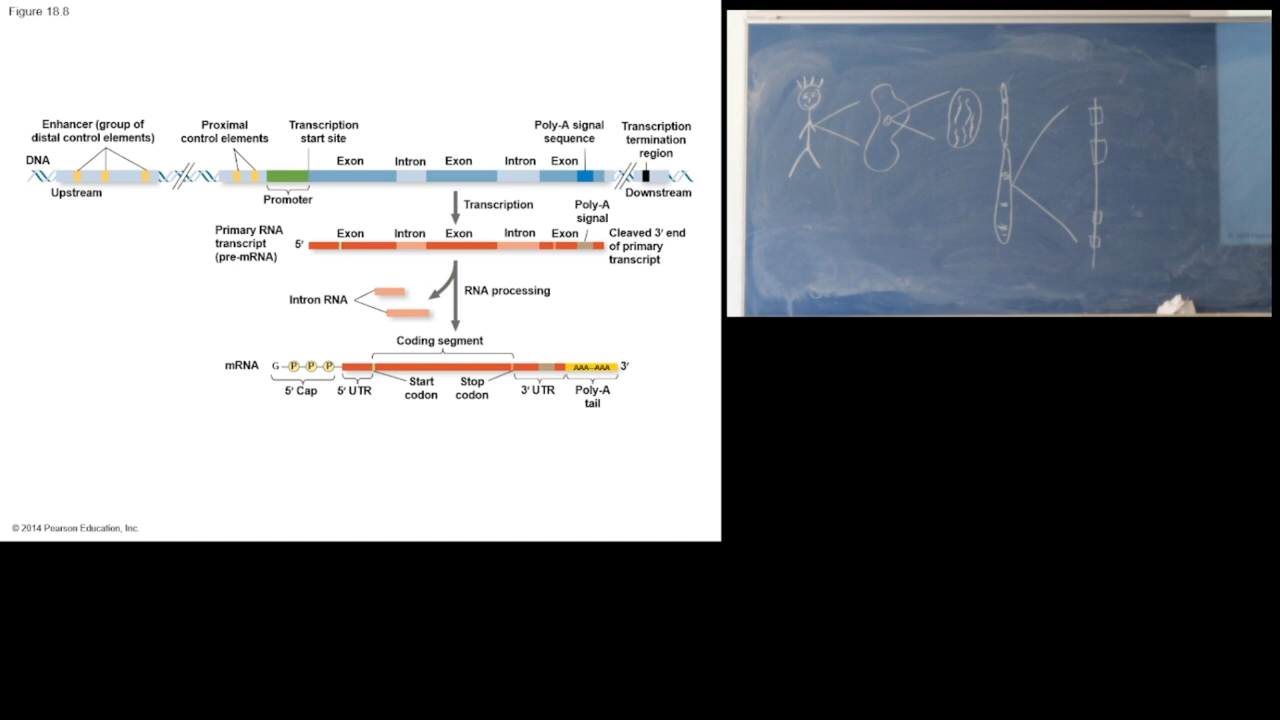 Figure 18.8
Enhancer (group of
distal control elements)
Proximal
control elements
Transcription
start site
Poly-A signal
sequence
Transcription
termination
region
DNA
Exon
Intron
Exon
Intron
Exon
Upstream
Promoter
Downstream
Transcription
Poly-A
signal
Primary RNA
transcript
(pre-mRNA)
5′
Exon
Intron
Exon
Intron
Exon
Cleaved 3′ end
of primary
transcript
Intron RNA
RNA processing
Coding segment
mRNA
G P P P
AAA···AAA
3′
5′ Cap
5′ UTR
Start
codon
Stop
codon
3′ UTR
Poly-A
tail
© 2014 Pearson Education, Inc.